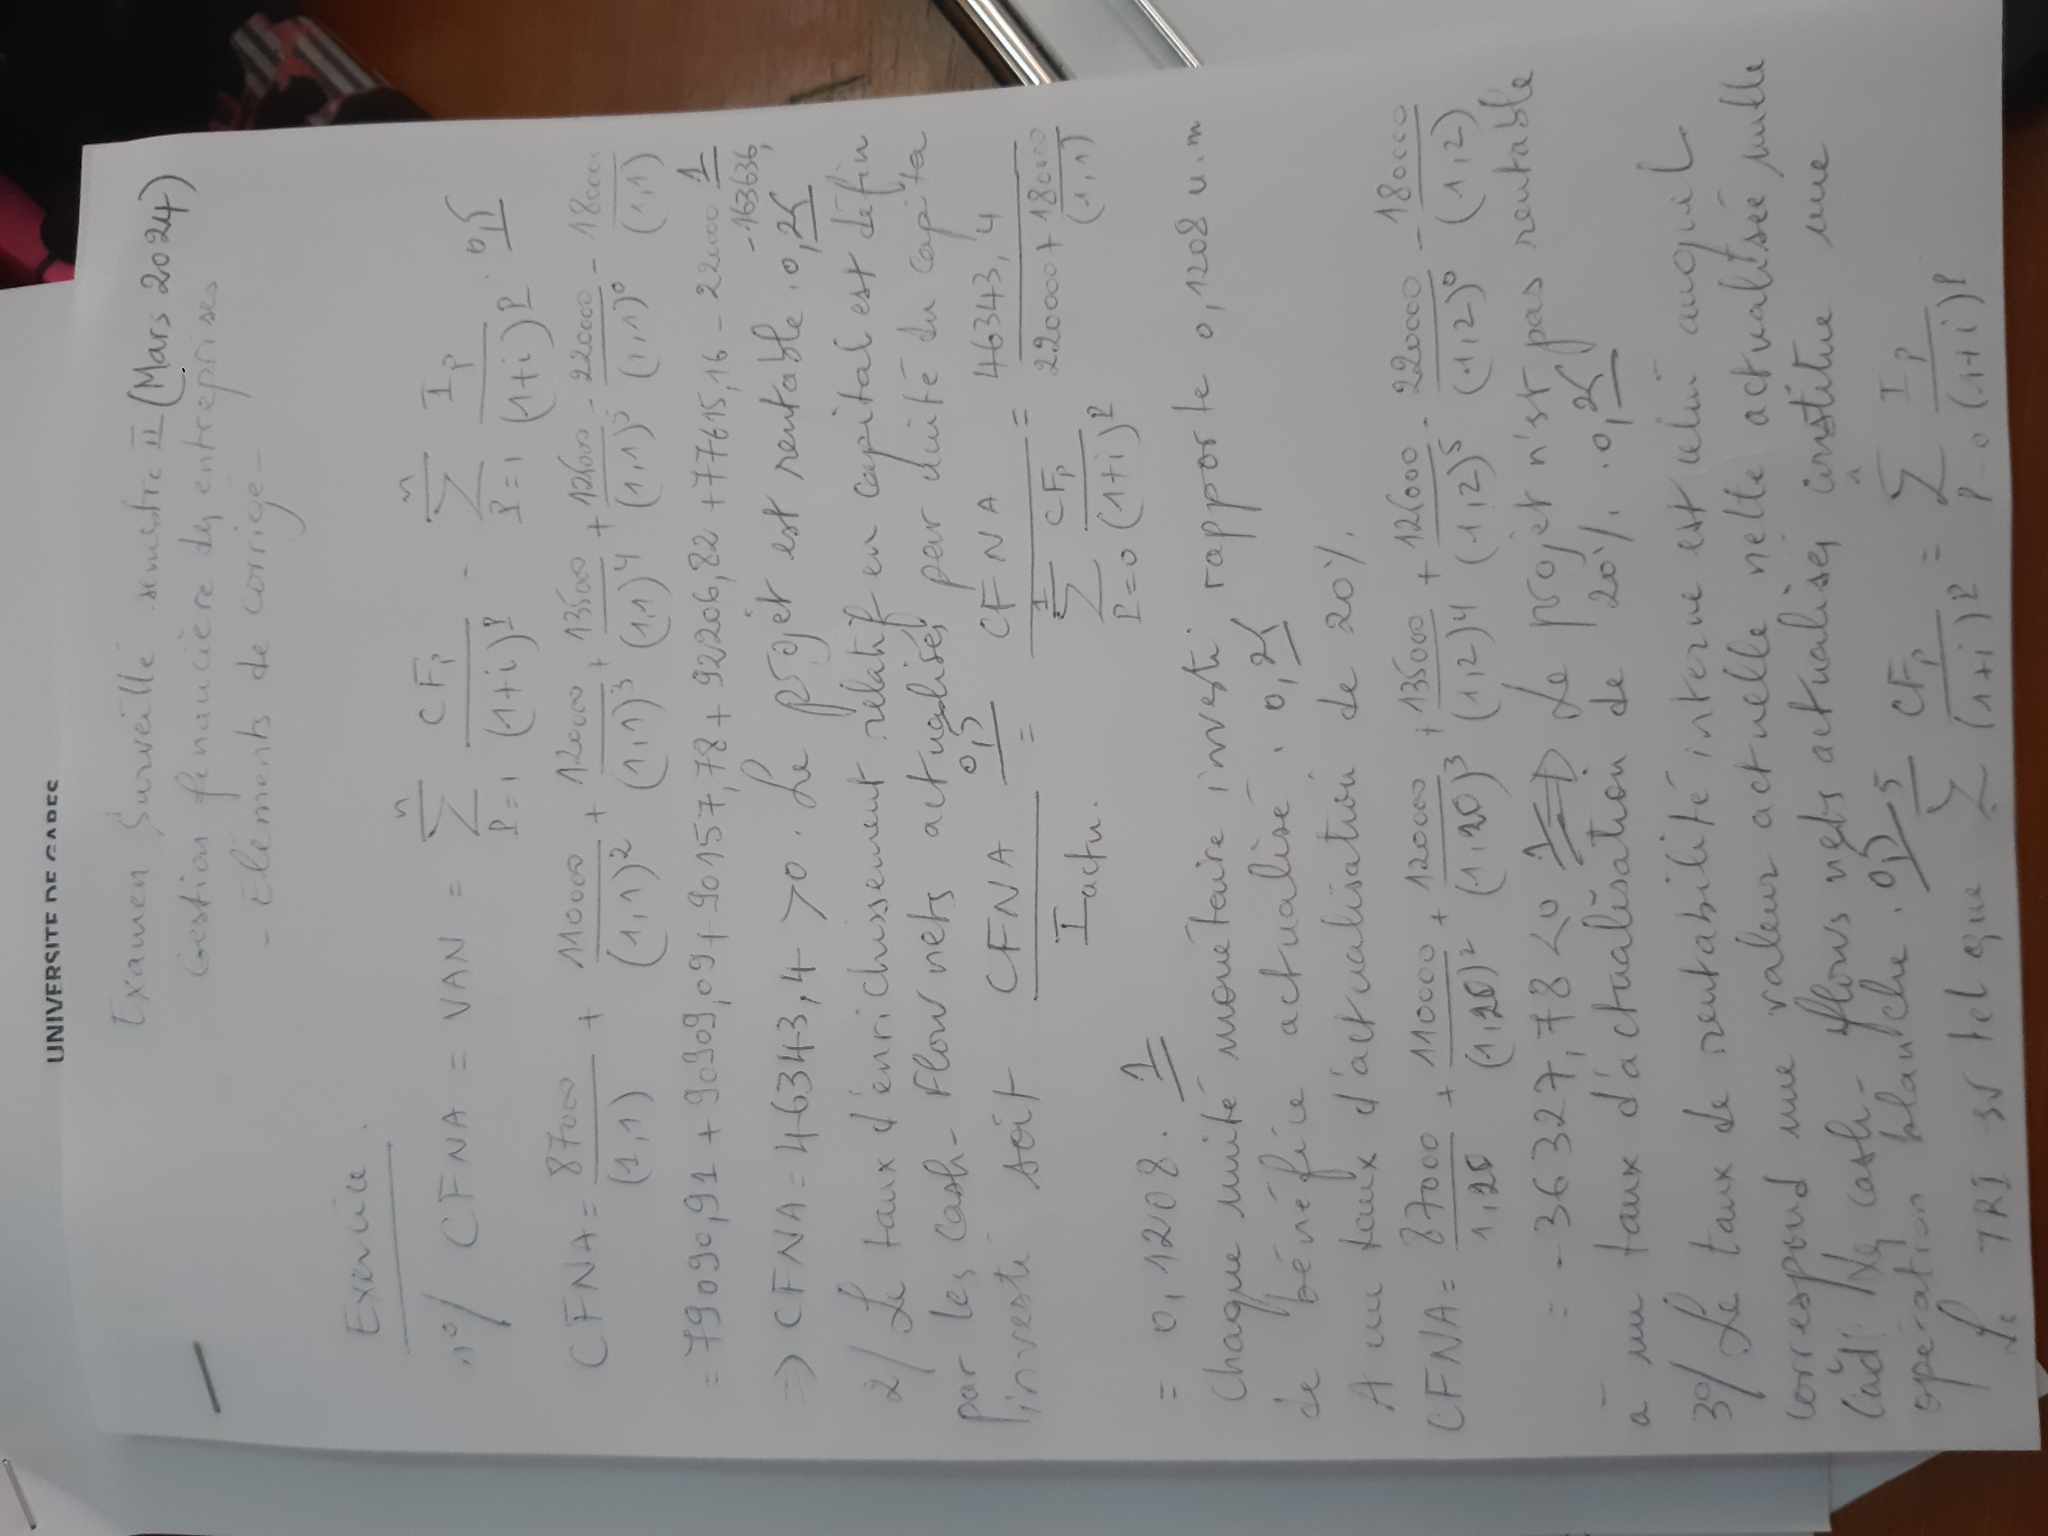 UNIVERSITE DE GABES
Examen Surveillé semestre II (Mars 2024)
Gestion financière des entreprises
- Eléments de corrigé -
Exercice.
1°/ CFNA = VAN = \sum_{P=1}^{n} \frac{CF_P}{(1+i)^P} - \sum_{P=1}^{n} \frac{I_P}{(1+i)^P} . 0,5
CFNA = \frac{87000}{(1,1)} + \frac{110000}{(1,1)^2} + \frac{120000}{(1,1)^3} + \frac{135000}{(1,1)^4} + \frac{125000}{(1,1)^5} - \frac{220000}{(1,1)^0} - \frac{180000}{(1,1)}
= 79090,91 + 90909,09 + 90157,78 + 92206,82 + 77615,16 - 220000 1
- 163636,
=> CFNA = 46343,4 > 0. Le projet est rentable. 0,25
2/ Le taux d'enrichissement relatif en capital est défin
par les cash-Flow nets actualisés par unité du capita
investi soit \frac{CFNA}{I actu.} 0,5 = \frac{CFNA}{\sum_{P=0}^{1} \frac{CF_P}{(1+i)^P}} = \frac{46343,4}{220000 + \frac{180000}{(1,1)}}
= 0,1208. 1
Chaque unité monétaire investi rapporte 0,1208 u.m
de bénéfice actualisé. 0,25
A un taux d'actualisation de 20%.
CFNA = \frac{87000}{1,20} + \frac{110000}{(1,20)^2} + \frac{120000}{(1,20)^3} + \frac{135000}{(1,2)^4} + \frac{125000}{(1,2)^5} - \frac{220000}{(1,2)^0} - \frac{180000}{(1,2)}
= -36327,78 < 0 1 => Le projet n'st pas rentable
à un taux d'actualisation de 20%. 0,25
3°/ Le taux de rentabilité interne est celui auquel
correspond une valeur actuelle nette actualisée nulle
Càd les cash-flows nets actualisés constitue une
opération blanche. 0,5
Le TRI st tel que \sum^{5} \frac{CF_P}{(1+i)^P} = \sum_{P=0}^{n} \frac{I_P}{(1+i)^P}